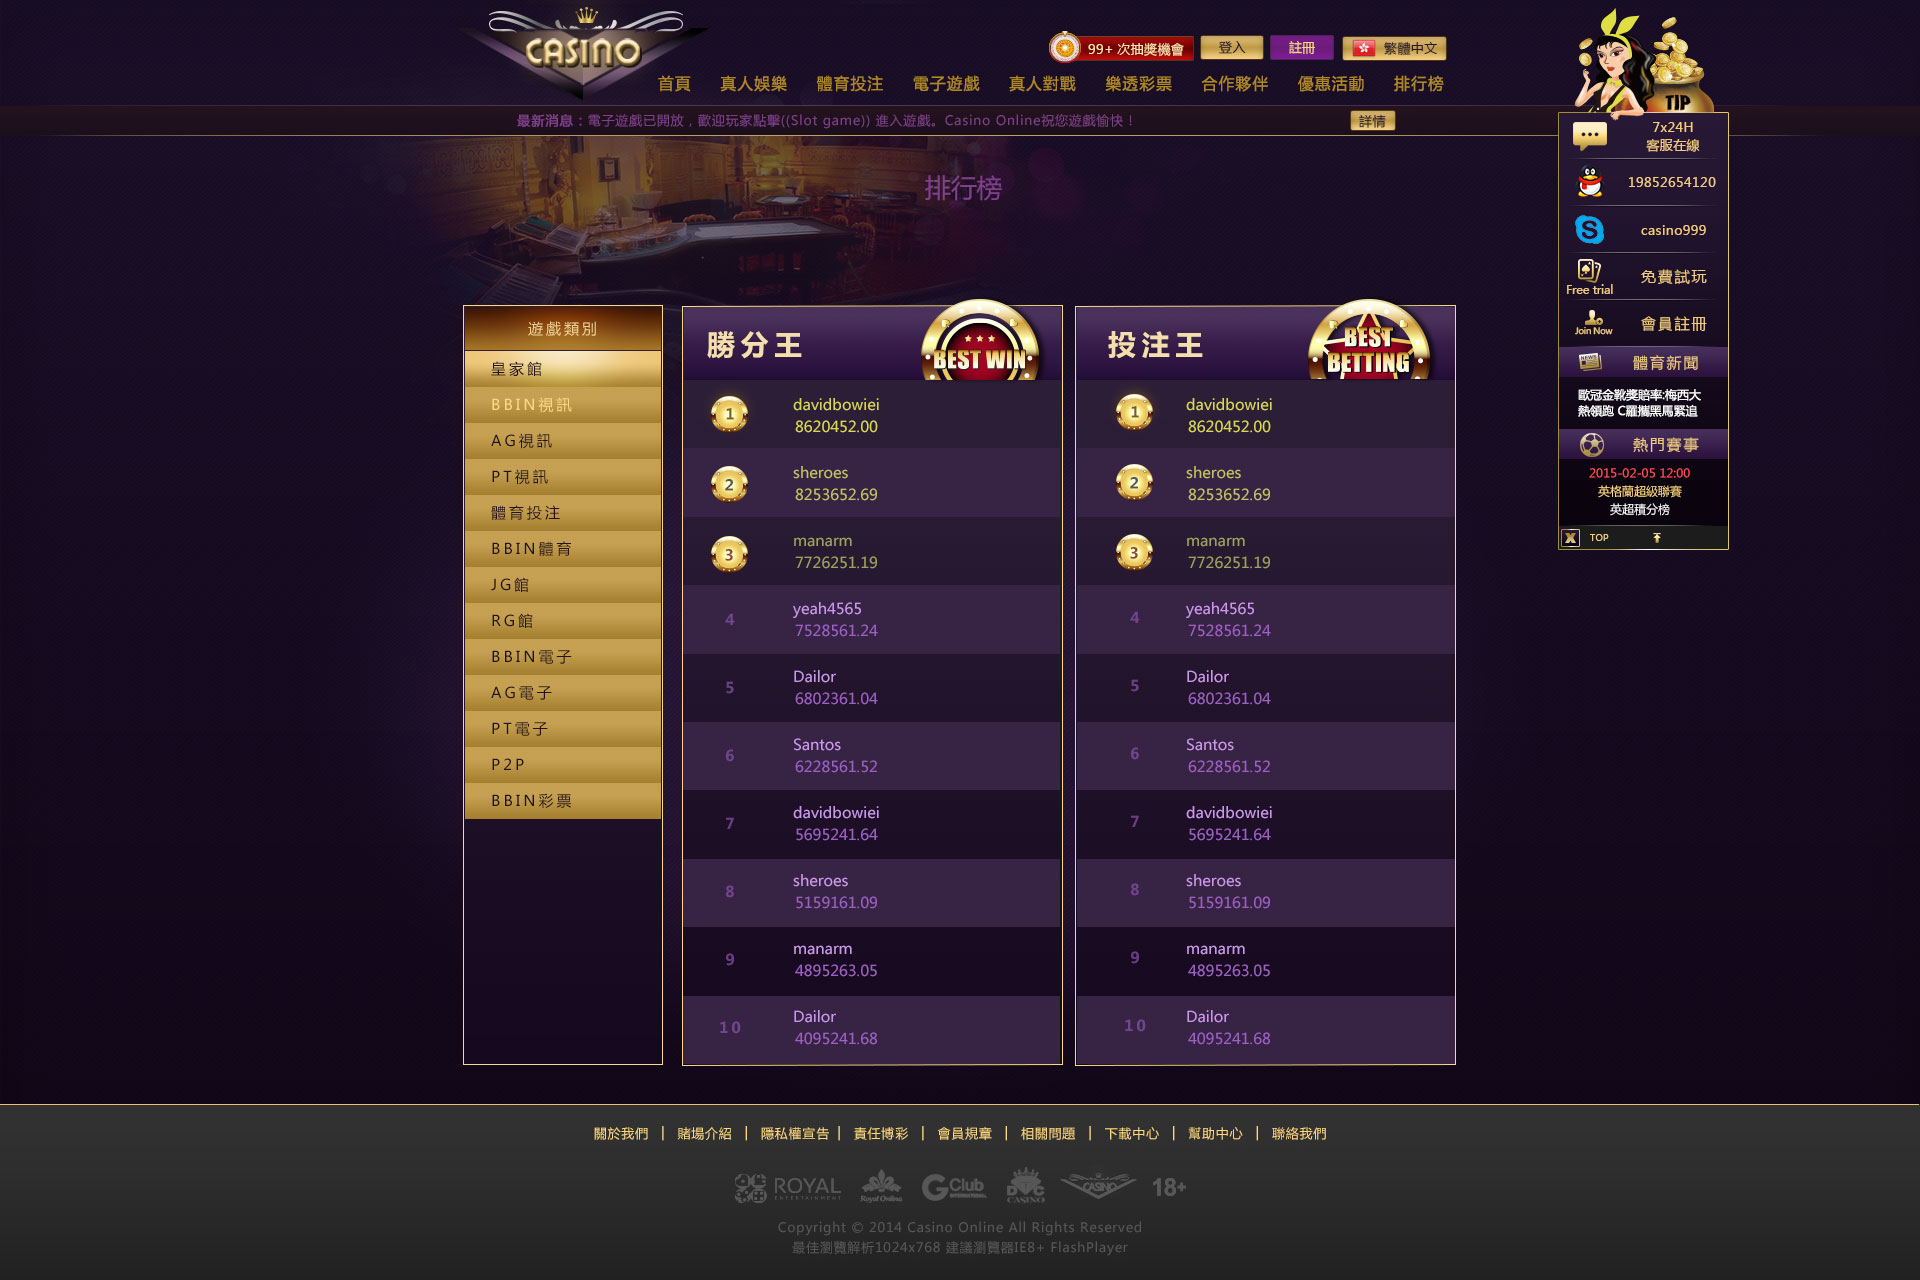 CASINO
99+ 次抽獎機會
登入
註冊
繁體中文
首頁 真人娛樂 體育投注 電子遊戲 真人對戰 樂透彩票 合作夥伴 優惠活動 排行榜
最新消息：電子遊戲已開放，歡迎玩家點擊((Slot game)) 進入遊戲。Casino Online祝您遊戲愉快！
詳情
排行榜
TIP
7x24H
客服在線
19852654120
casino999
Free trial
免費試玩
Join Now
會員註冊
NEWS
體育新聞
歐冠金靴獎賠率:梅西大
熱領跑 C羅攜黑馬緊追
熱門賽事
2015-02-05 12:00
英格蘭超級聯賽
英超積分榜
X TOP
遊戲類別
皇家館
BBIN視訊
AG視訊
PT視訊
體育投注
BBIN體育
JG館
RG館
BBIN電子
AG電子
PT電子
P2P
BBIN彩票
勝分王
BEST WIN
1
davidbowiei
8620452.00
2
sheroes
8253652.69
3
manarm
7726251.19
4
yeah4565
7528561.24
5
Dailor
6802361.04
6
Santos
6228561.52
7
davidbowiei
5695241.64
8
sheroes
5159161.09
9
manarm
4895263.05
10
Dailor
4095241.68
投注王
BEST
BETTING
1
davidbowiei
8620452.00
2
sheroes
8253652.69
3
manarm
7726251.19
4
yeah4565
7528561.24
5
Dailor
6802361.04
6
Santos
6228561.52
7
davidbowiei
5695241.64
8
sheroes
5159161.09
9
manarm
4895263.05
10
Dailor
4095241.68
關於我們 | 賭場介紹 | 隱私權宣告 | 責任博彩 | 會員規章 | 相關問題 | 下載中心 | 幫助中心 | 聯絡我們
ROYAL
ENTERTAINMENT
Royal Online
GClub
INTERNATIONAL
CASINO
CASINO
18+
Copyright © 2014 Casino Online All Rights Reserved
最佳瀏覽解析1024x768 建議瀏覽器IE8+ FlashPlayer